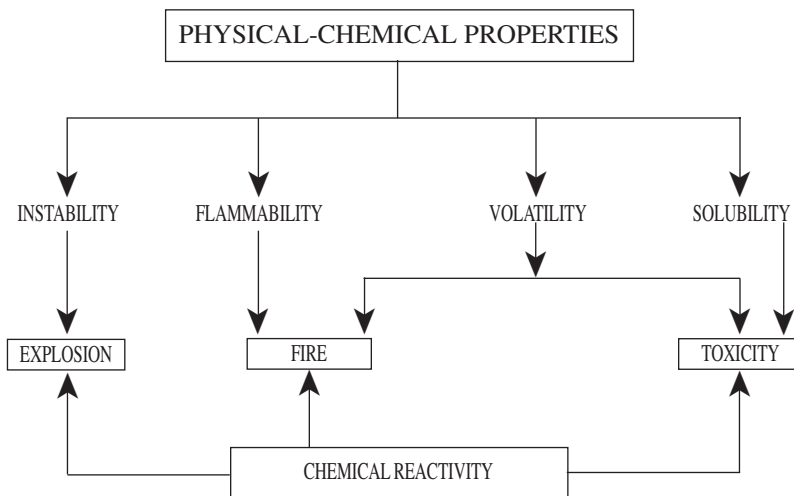 PHYSICAL-CHEMICAL PROPERTIES
INSTABILITY
FLAMMABILITY
VOLATILITY
SOLUBILITY
EXPLOSION
FIRE
TOXICITY
CHEMICAL REACTIVITY